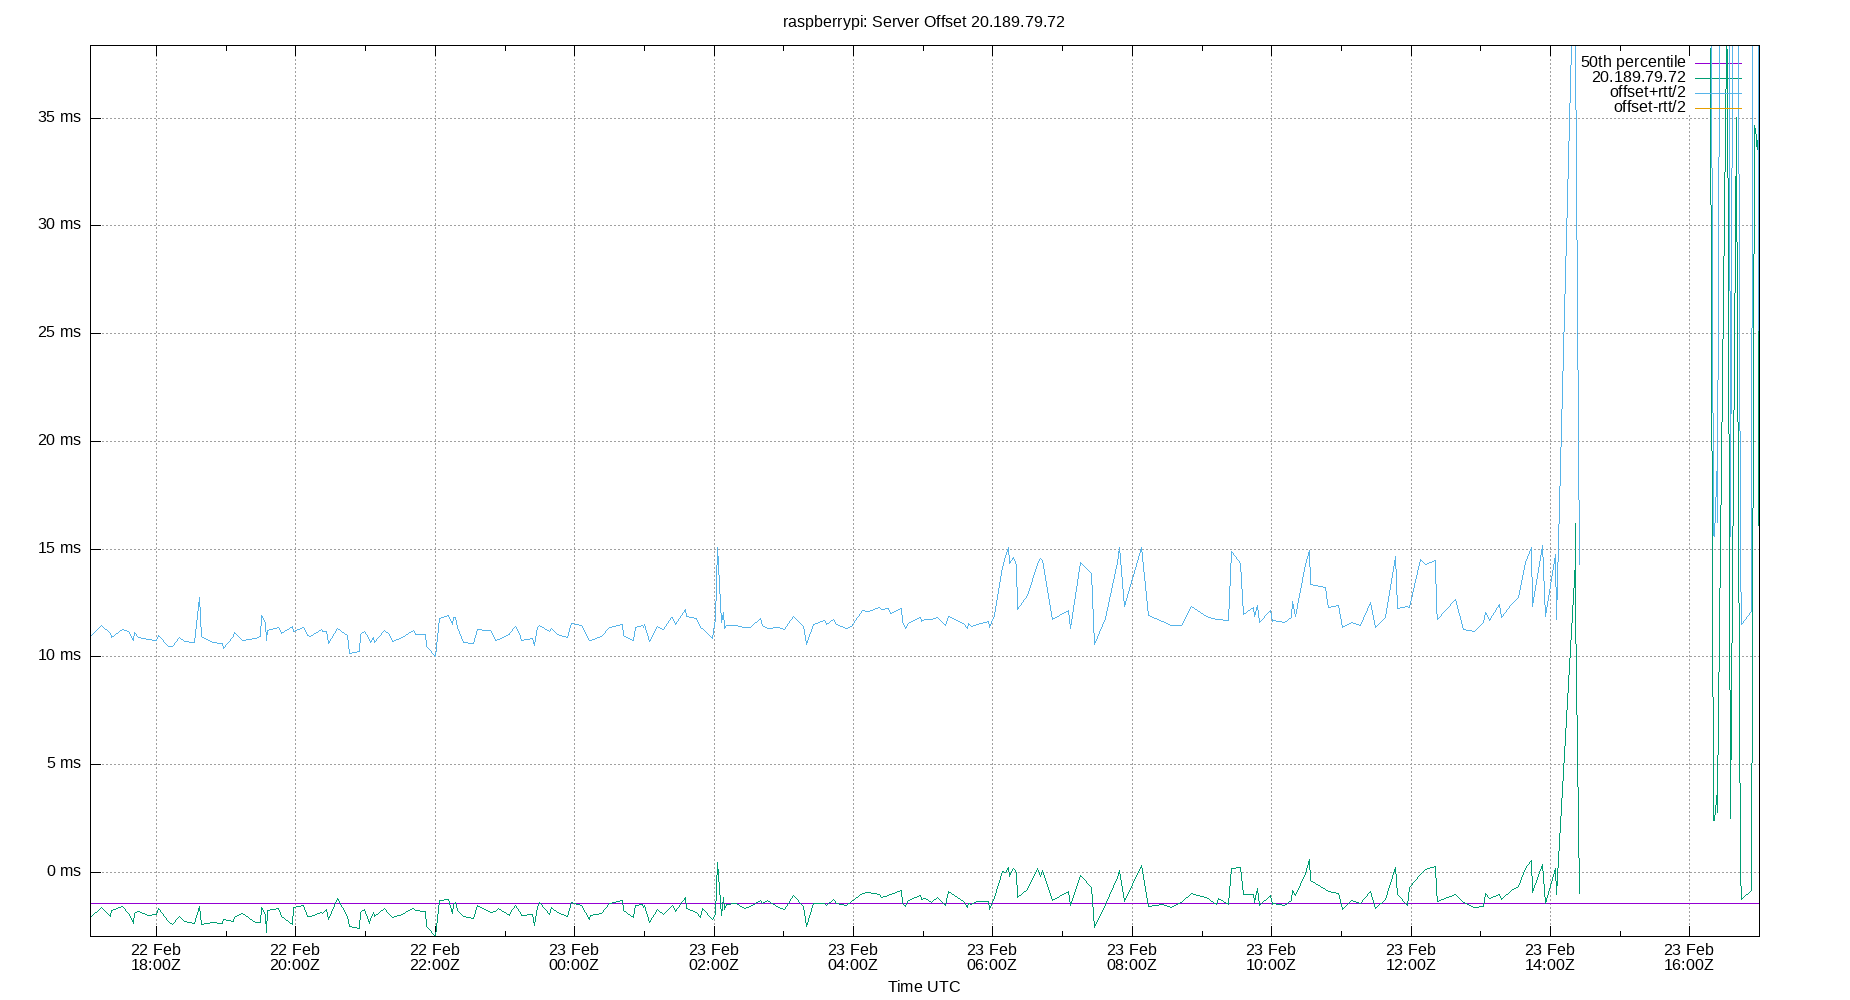 raspberrypi: Server Offset 20.189.79.72
50th percentile
20.189.79.72
offset+rtt/2
offset-rtt/2
35 ms
30 ms
25 ms
20 ms
15 ms
10 ms
5 ms
0 ms
22 Feb 22 Feb 22 Feb 23 Feb 23 Feb 23 Feb 23 Feb 23 Feb 23 Feb 23 Feb 23 Feb 23 Feb
18:00Z 20:00Z 22:00Z 00:00Z 02:00Z 04:00Z 06:00Z 08:00Z 10:00Z 12:00Z 14:00Z 16:00Z
Time UTC